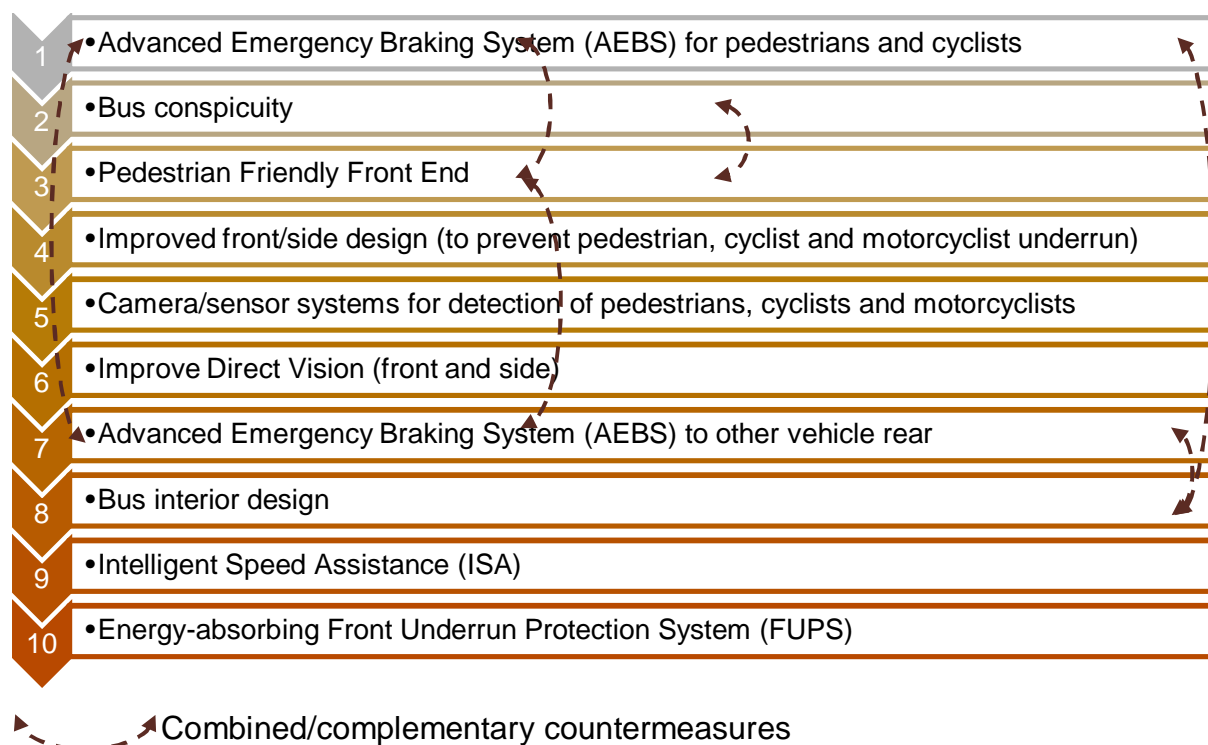 1 •Advanced Emergency Braking System (AEBS) for pedestrians and cyclists
2 •Bus conspicuity
3 •Pedestrian Friendly Front End
4 •Improved front/side design (to prevent pedestrian, cyclist and motorcyclist underrun)
5 •Camera/sensor systems for detection of pedestrians, cyclists and motorcyclists
6 •Improve Direct Vision (front and side)
7 •Advanced Emergency Braking System (AEBS) to other vehicle rear
8 •Bus interior design
9 •Intelligent Speed Assistance (ISA)
10 •Energy-absorbing Front Underrun Protection System (FUPS)
Combined/complementary countermeasures